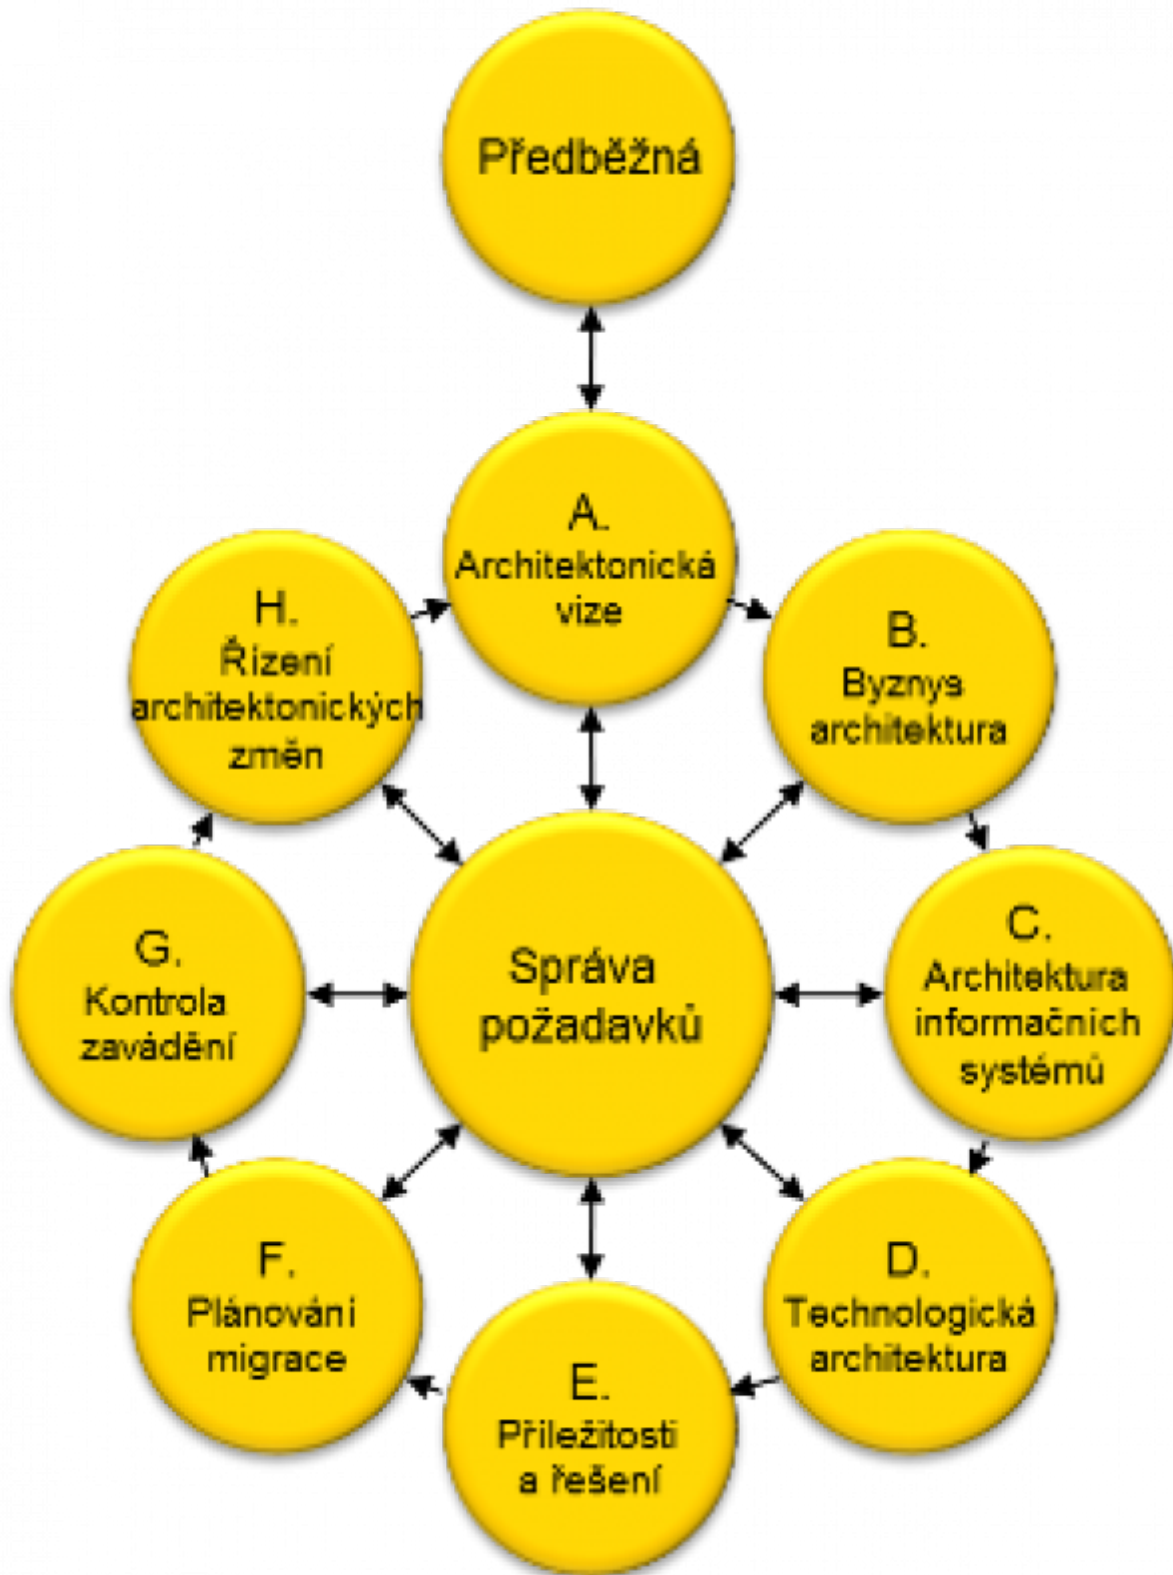 Předběžná
A.
Architektonická
vize
B.
Byznys
architektura
C.
Architektura
informačních
systémů
D.
Technologická
architektura
E.
Příležitosti
a řešení
F.
Plánování
migrace
G.
Kontrola
zavádění
H.
Řízení
architektonických
změn
Správa
požadavků